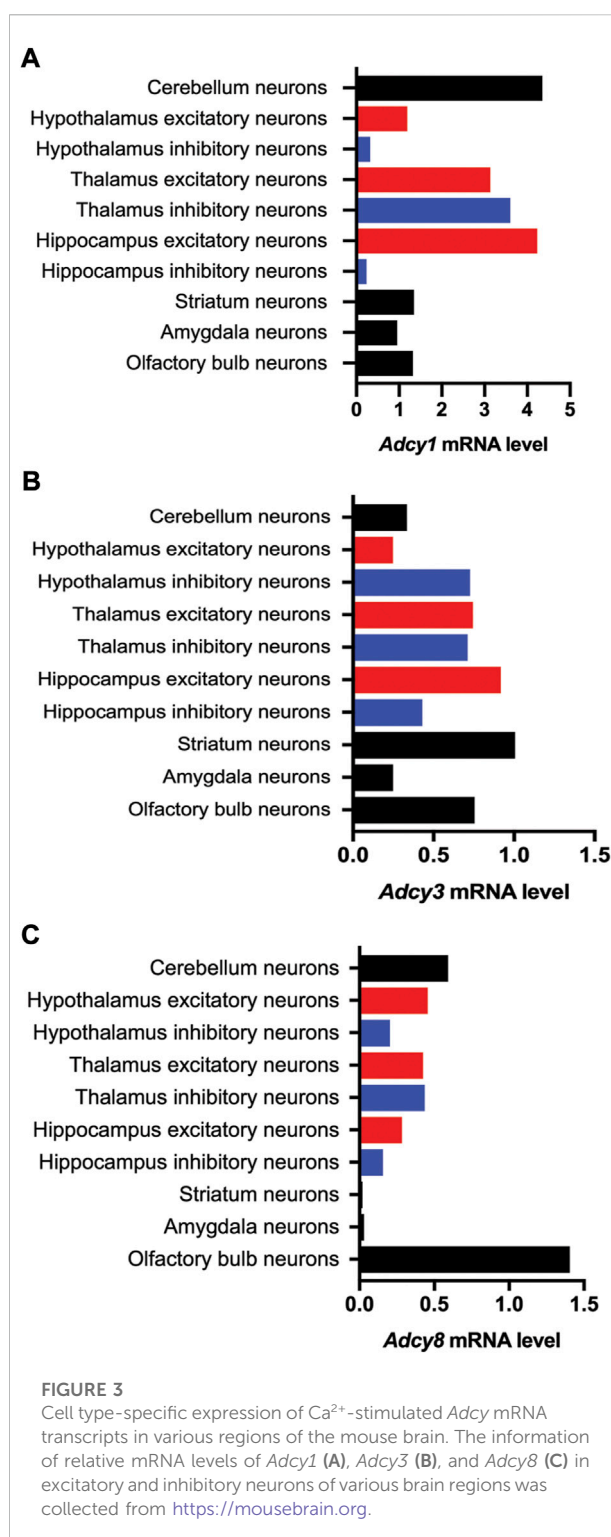 A
Cerebellum neurons
Hypothalamus excitatory neurons
Hypothalamus inhibitory neurons
Thalamus excitatory neurons
Thalamus inhibitory neurons
Hippocampus excitatory neurons
Hippocampus inhibitory neurons
Striatum neurons
Amygdala neurons
Olfactory bulb neurons
0 1 2 3 4 5
Adcy1 mRNA level
B
Cerebellum neurons
Hypothalamus excitatory neurons
Hypothalamus inhibitory neurons
Thalamus excitatory neurons
Thalamus inhibitory neurons
Hippocampus excitatory neurons
Hippocampus inhibitory neurons
Striatum neurons
Amygdala neurons
Olfactory bulb neurons
0.0 0.5 1.0 1.5
Adcy3 mRNA level
C
Cerebellum neurons
Hypothalamus excitatory neurons
Hypothalamus inhibitory neurons
Thalamus excitatory neurons
Thalamus inhibitory neurons
Hippocampus excitatory neurons
Hippocampus inhibitory neurons
Striatum neurons
Amygdala neurons
Olfactory bulb neurons
0.0 0.5 1.0 1.5
Adcy8 mRNA level
FIGURE 3
Cell type-specific expression of Ca²⁺-stimulated Adcy mRNA
transcripts in various regions of the mouse brain. The information
of relative mRNA levels of Adcy1 (A), Adcy3 (B), and Adcy8 (C) in
excitatory and inhibitory neurons of various brain regions was
collected from https://mousebrain.org.